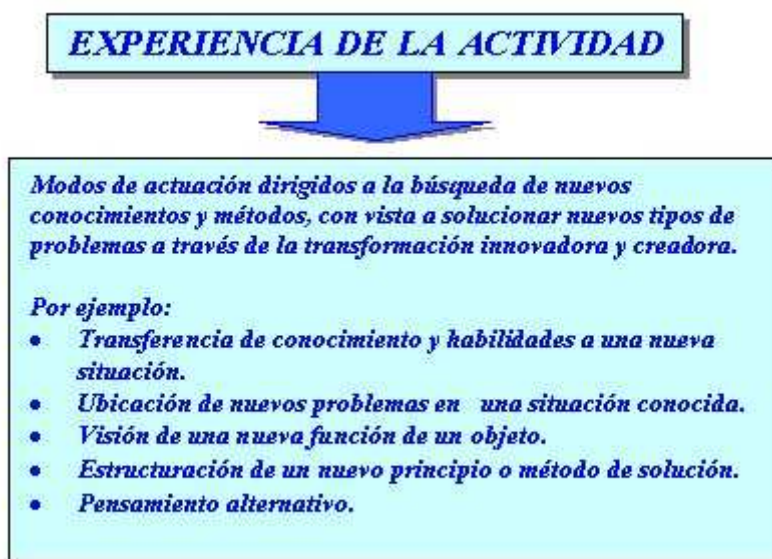 EXPERIENCIA DE LA ACTIVIDAD
Modos de actuación dirigidos a la búsqueda de nuevos
conocimientos y métodos, con vista a solucionar nuevos tipos de
problemas a través de la transformación innovadora y creadora.
Por ejemplo:
• Transferencia de conocimiento y habilidades a una nueva
situación.
• Ubicación de nuevos problemas en una situación conocida.
• Visión de una nueva función de un objeto.
• Estructuración de un nuevo principio o método de solución.
• Pensamiento alternativo.